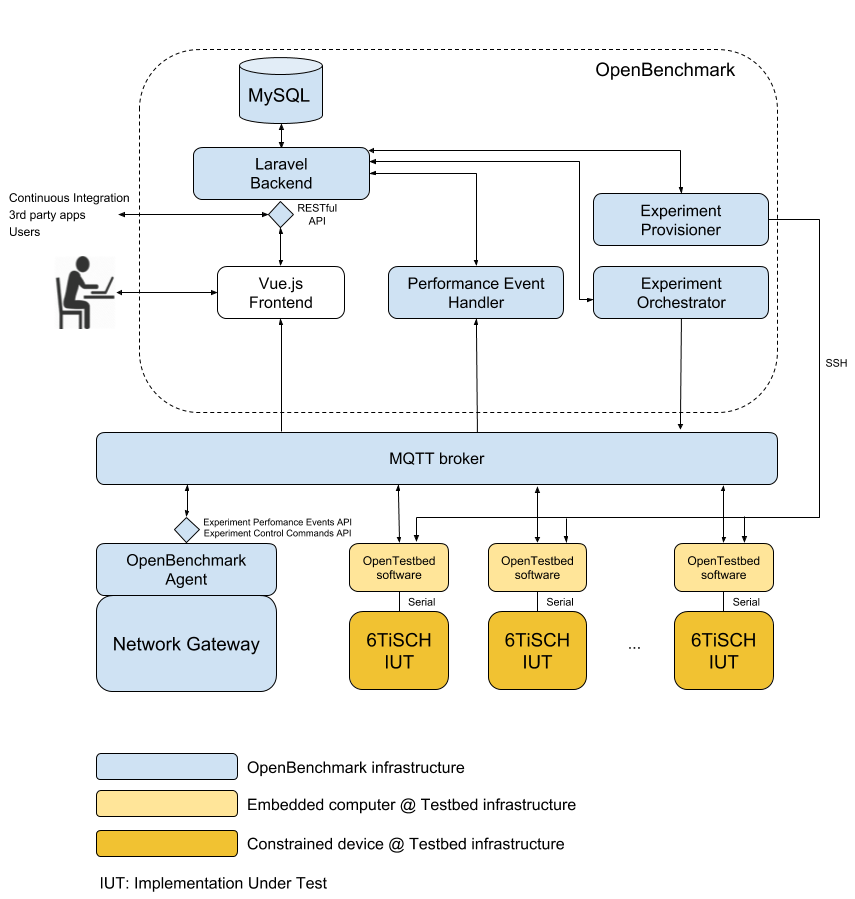 OpenBenchmark
MySQL
Laravel
Backend
Continuous Integration
3rd party apps
Users
RESTful
API
Experiment
Provisioner
Vue.js
Frontend
Performance Event
Handler
Experiment
Orchestrator
SSH
MQTT broker
Experiment Perfomance Events API
Experiment Control Commands API
OpenBenchmark
Agent
Network Gateway
OpenTestbed
software
Serial
6TiSCH
IUT
OpenTestbed
software
Serial
6TiSCH
IUT
...
OpenTestbed
software
Serial
6TiSCH
IUT
OpenBenchmark infrastructure
Embedded computer @ Testbed infrastructure
Constrained device @ Testbed infrastructure
IUT: Implementation Under Test